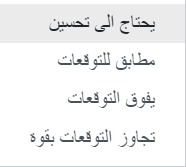 يحتاج الى تحسين
مطابق للتوقعات
يفوق التوقعات
تجاوز التوقعات بقوة